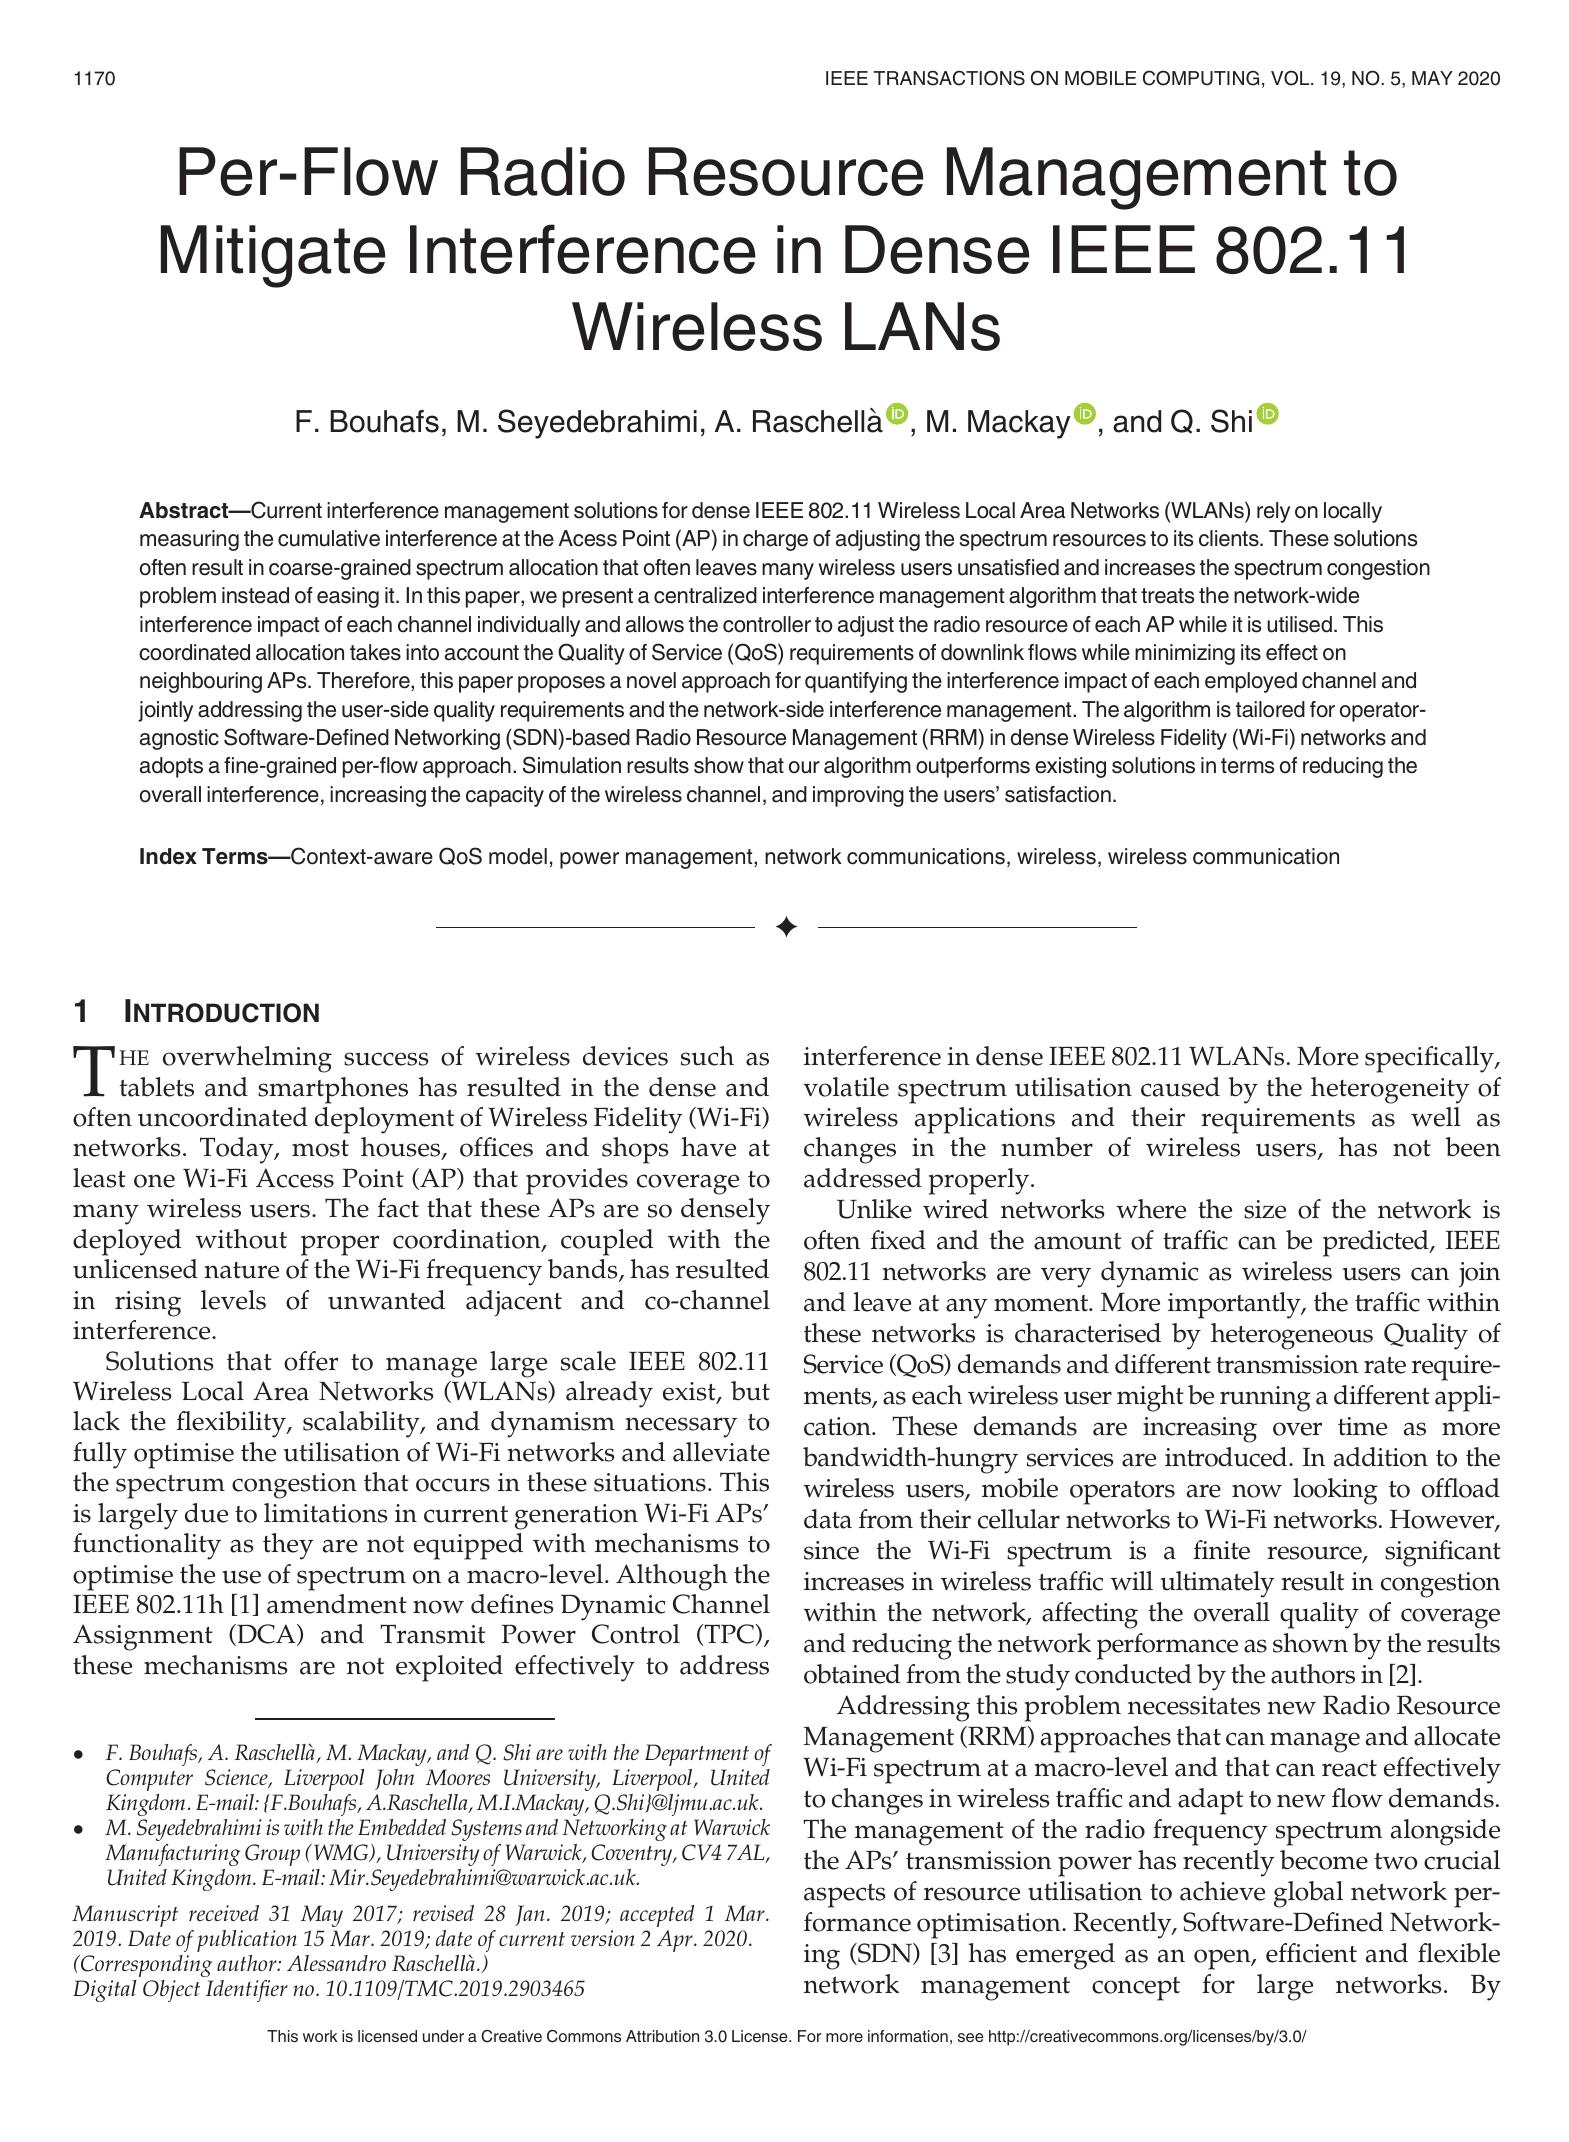 1170
IEEE TRANSACTIONS ON MOBILE COMPUTING, VOL. 19, NO. 5, MAY 2020
Per-Flow Radio Resource Management to
Mitigate Interference in Dense IEEE 802.11
Wireless LANs
F. Bouhafs, M. Seyedebrahimi, A. Raschellà, M. Mackay, and Q. Shi
Abstract—Current interference management solutions for dense IEEE 802.11 Wireless Local Area Networks (WLANs) rely on locally
measuring the cumulative interference at the Acess Point (AP) in charge of adjusting the spectrum resources to its clients. These solutions
often result in coarse-grained spectrum allocation that often leaves many wireless users unsatisfied and increases the spectrum congestion
problem instead of easing it. In this paper, we present a centralized interference management algorithm that treats the network-wide
interference impact of each channel individually and allows the controller to adjust the radio resource of each AP while it is utilised. This
coordinated allocation takes into account the Quality of Service (QoS) requirements of downlink flows while minimizing its effect on
neighbouring APs. Therefore, this paper proposes a novel approach for quantifying the interference impact of each employed channel and
jointly addressing the user-side quality requirements and the network-side interference management. The algorithm is tailored for operator-
agnostic Software-Defined Networking (SDN)-based Radio Resource Management (RRM) in dense Wireless Fidelity (Wi-Fi) networks and
adopts a fine-grained per-flow approach. Simulation results show that our algorithm outperforms existing solutions in terms of reducing the
overall interference, increasing the capacity of the wireless channel, and improving the users' satisfaction.
Index Terms—Context-aware QoS model, power management, network communications, wireless, wireless communication
1 INTRODUCTION
THE overwhelming success of wireless devices such as
tablets and smartphones has resulted in the dense and
often uncoordinated deployment of Wireless Fidelity (Wi-Fi)
networks. Today, most houses, offices and shops have at
least one Wi-Fi Access Point (AP) that provides coverage to
many wireless users. The fact that these APs are so densely
deployed without proper coordination, coupled with the
unlicensed nature of the Wi-Fi frequency bands, has resulted
in rising levels of unwanted adjacent and co-channel
interference.
Solutions that offer to manage large scale IEEE 802.11
Wireless Local Area Networks (WLANs) already exist, but
lack the flexibility, scalability, and dynamism necessary to
fully optimise the utilisation of Wi-Fi networks and alleviate
the spectrum congestion that occurs in these situations. This
is largely due to limitations in current generation Wi-Fi APs'
functionality as they are not equipped with mechanisms to
optimise the use of spectrum on a macro-level. Although the
IEEE 802.11h [1] amendment now defines Dynamic Channel
Assignment (DCA) and Transmit Power Control (TPC),
these mechanisms are not exploited effectively to address
• F. Bouhafs, A. Raschellà, M. Mackay, and Q. Shi are with the Department of
Computer Science, Liverpool John Moores University, Liverpool, United
Kingdom. E-mail: {F.Bouhafs, A.Raschella, M.I.Mackay, Q.Shi}@ljmu.ac.uk.
• M. Seyedebrahimi is with the Embedded Systems and Networking at Warwick
Manufacturing Group (WMG), University of Warwick, Coventry, CV4 7AL,
United Kingdom. E-mail: Mir.Seyedebrahimi@warwick.ac.uk.
Manuscript received 31 May 2017; revised 28 Jan. 2019; accepted 1 Mar.
2019. Date of publication 15 Mar. 2019; date of current version 2 Apr. 2020.
(Corresponding author: Alessandro Raschellà.)
Digital Object Identifier no. 10.1109/TMC.2019.2903465
interference in dense IEEE 802.11 WLANs. More specifically,
volatile spectrum utilisation caused by the heterogeneity of
wireless applications and their requirements as well as
changes in the number of wireless users, has not been
addressed properly.
Unlike wired networks where the size of the network is
often fixed and the amount of traffic can be predicted, IEEE
802.11 networks are very dynamic as wireless users can join
and leave at any moment. More importantly, the traffic within
these networks is characterised by heterogeneous Quality of
Service (QoS) demands and different transmission rate require-
ments, as each wireless user might be running a different appli-
cation. These demands are increasing over time as more
bandwidth-hungry services are introduced. In addition to the
wireless users, mobile operators are now looking to offload
data from their cellular networks to Wi-Fi networks. However,
since the Wi-Fi spectrum is a finite resource, significant
increases in wireless traffic will ultimately result in congestion
within the network, affecting the overall quality of coverage
and reducing the network performance as shown by the results
obtained from the study conducted by the authors in [2].
Addressing this problem necessitates new Radio Resource
Management (RRM) approaches that can manage and allocate
Wi-Fi spectrum at a macro-level and that can react effectively
to changes in wireless traffic and adapt to new flow demands.
The management of the radio frequency spectrum alongside
the APs' transmission power has recently become two crucial
aspects of resource utilisation to achieve global network per-
formance optimisation. Recently, Software-Defined Network-
ing (SDN) [3] has emerged as an open, efficient and flexible
network management concept for large networks. By
This work is licensed under a Creative Commons Attribution 3.0 License. For more information, see http://creativecommons.org/licenses/by/3.0/